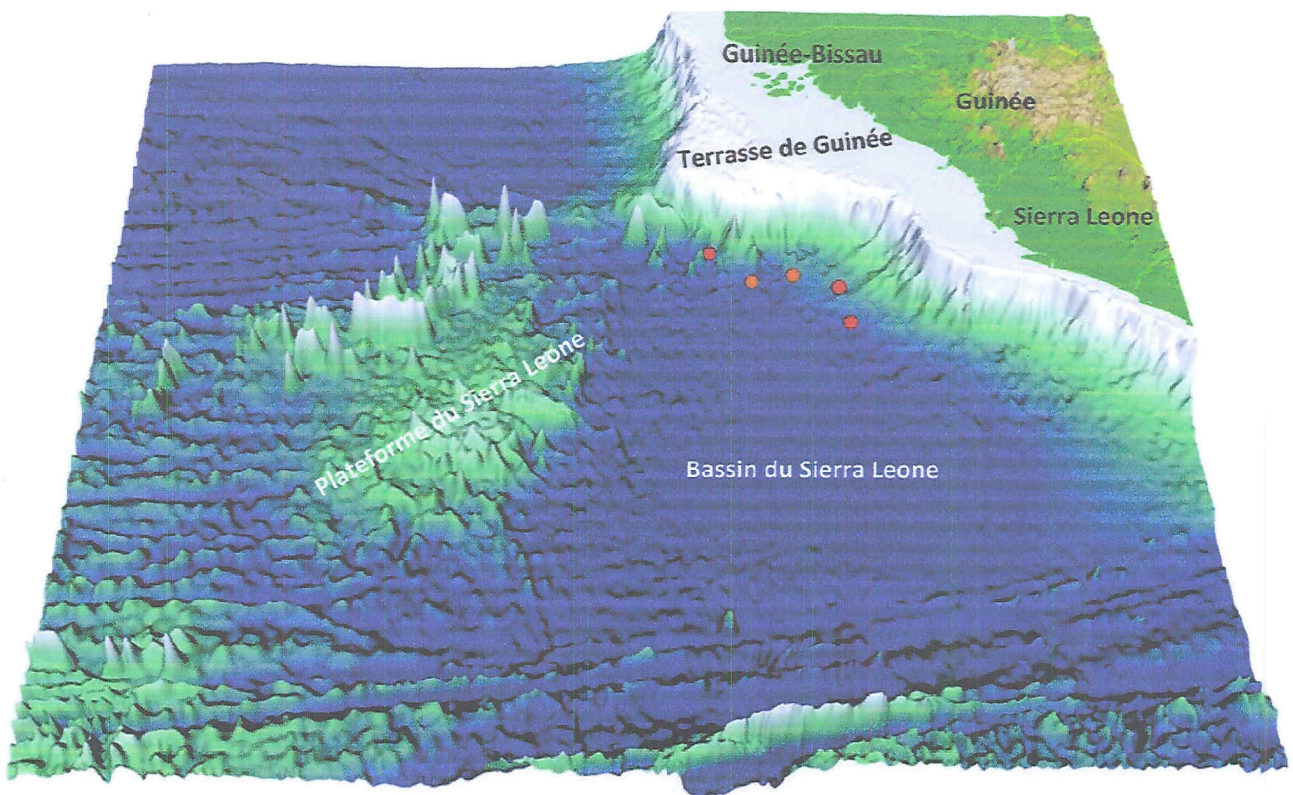 Guinée-Bissau
Guinée
Terrasse de Guinée
Sierra Leone
Plateforme du Sierra Leone
Bassin du Sierra Leone